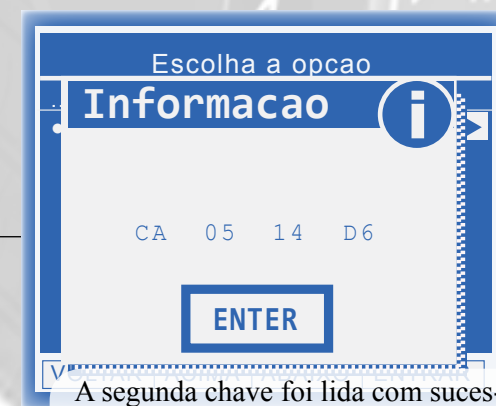 Escolha a opcao
Informacao
i
CA 05 14 D6
ENTER
A segunda chave foi lida com suces